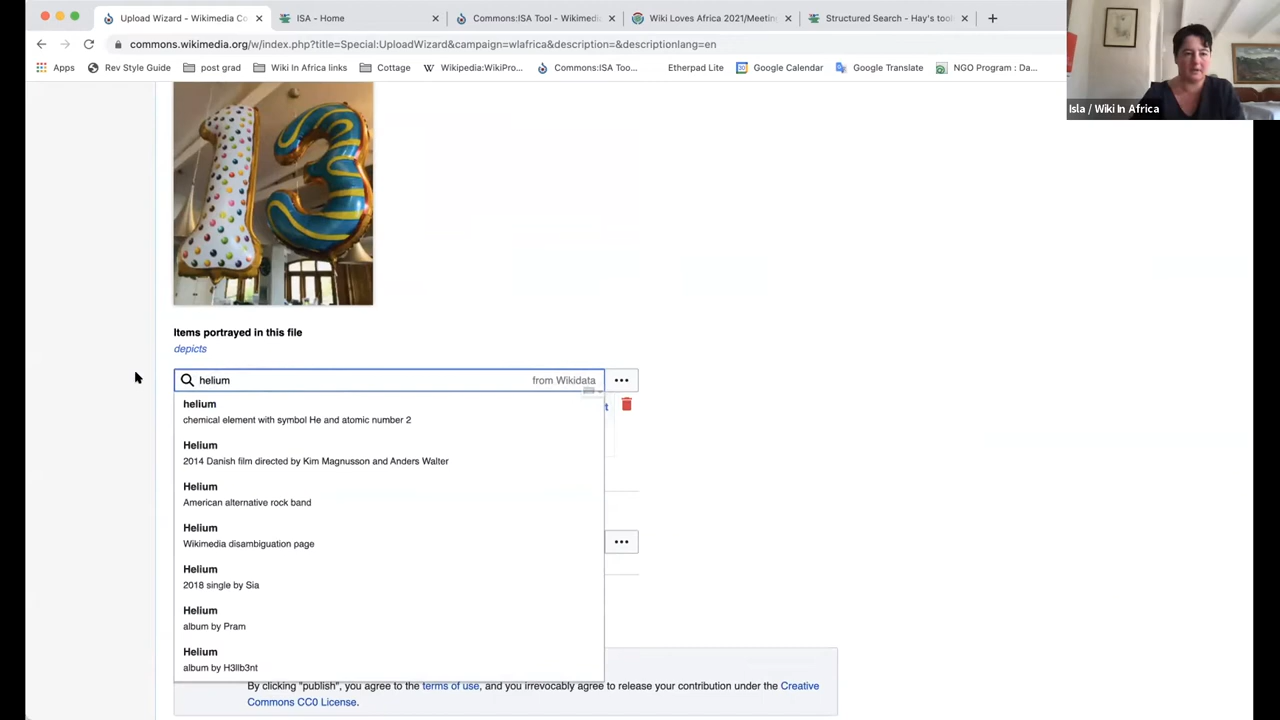 Upload Wizard - Wikimedia Co
ISA - Home
Commons:ISA Tool - Wikimedia
Wiki Loves Africa 2021/Meetin
Structured Search - Hay's tool
commons.wikimedia.org/w/index.php?title=Special:UploadWizard&campaign=wlafrica&description=&descriptionlang=en
Apps
Rev Style Guide
post grad
Wiki In Africa links
Cottage
Wikipedia:WikiPro...
Commons:ISA Too...
Etherpad Lite
Google Calendar
Google Translate
NGO Program : Da...
Isla / Wiki In Africa
13
Items portrayed in this file
depicts
helium
from Wikidata
helium
chemical element with symbol He and atomic number 2
Helium
2014 Danish film directed by Kim Magnusson and Anders Walter
Helium
American alternative rock band
Helium
Wikimedia disambiguation page
Helium
2018 single by Sia
Helium
album by Pram
Helium
album by H3llb3nt
By clicking "publish", you agree to the terms of use, and you irrevocably agree to release your contribution under the Creative
Commons CC0 License.